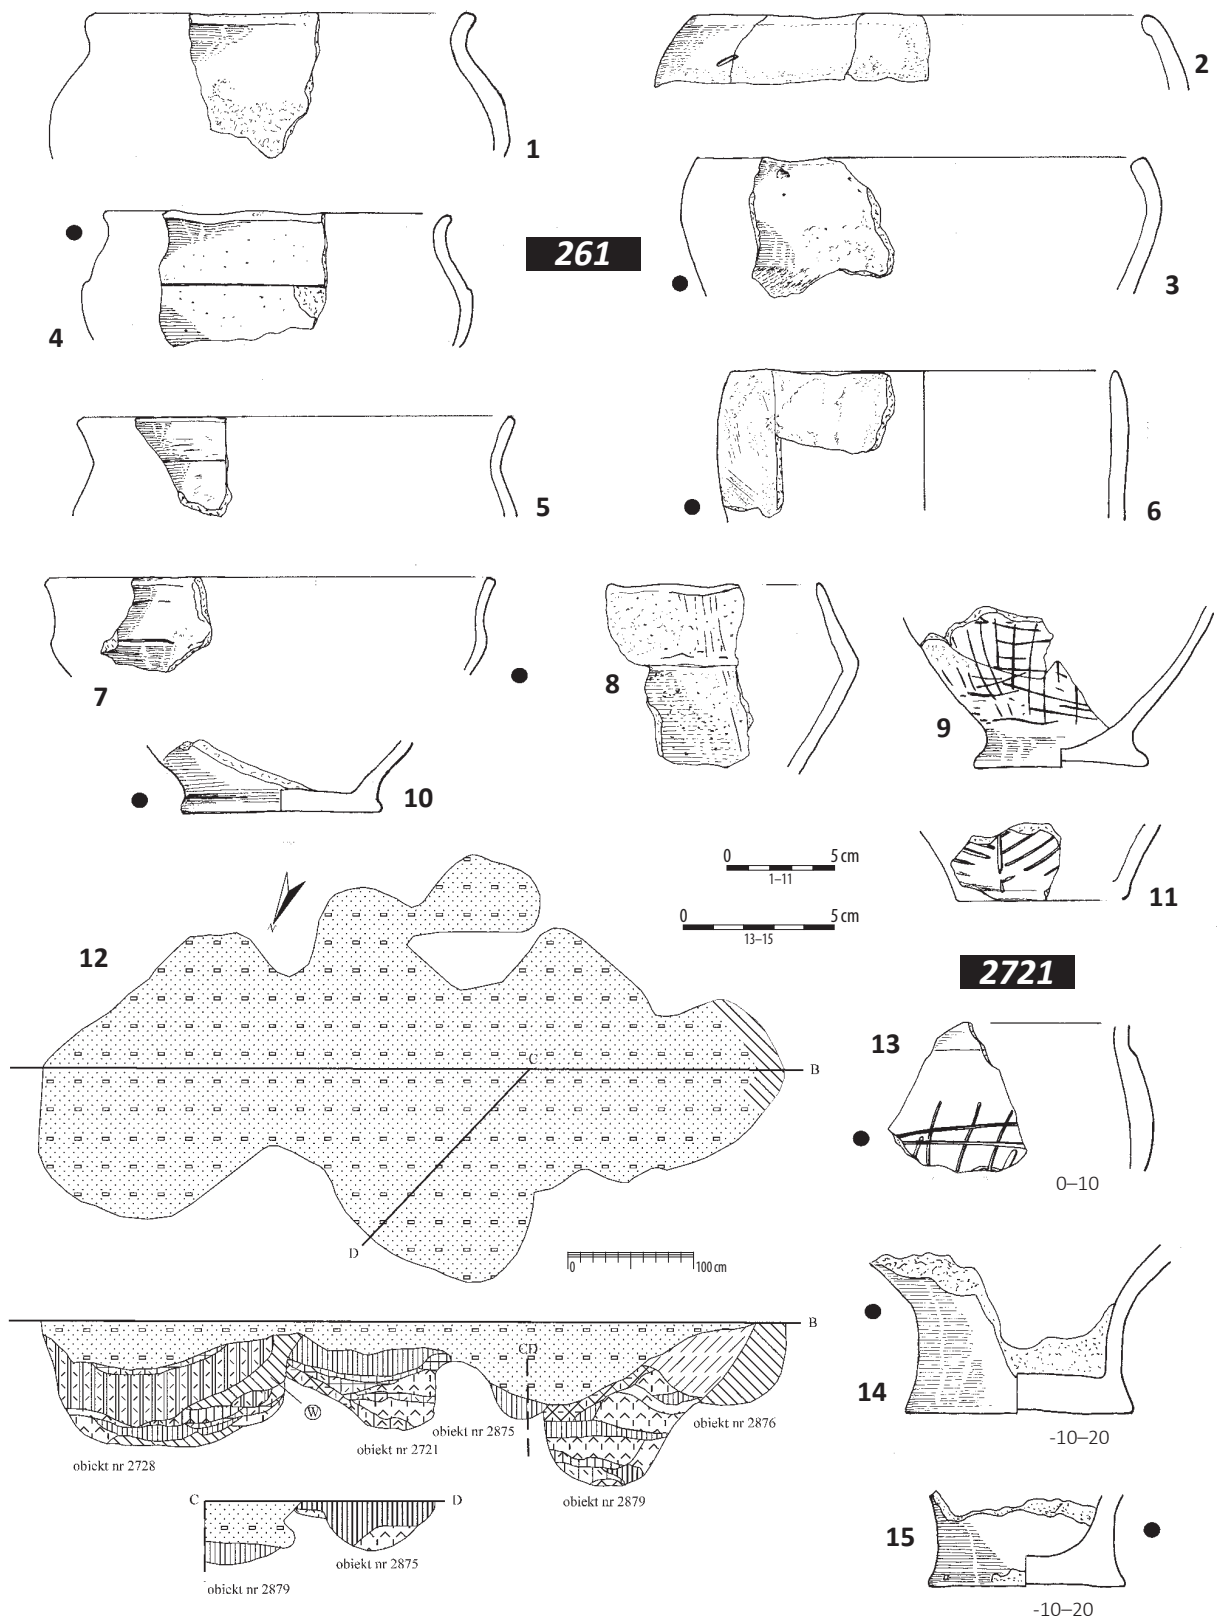 1
2
261
3
4
5
6
7
8
9
10
11
0 5 cm
1–11
0 5 cm
13–15
12
2721
C
B
D
13
0–10
0 100 cm
14
-10–20
B
CD
W
obiekt nr 2728
obiekt nr 2721
obiekt nr 2875
obiekt nr 2876
obiekt nr 2879
C D
obiekt nr 2875
obiekt nr 2879
15
-10–20